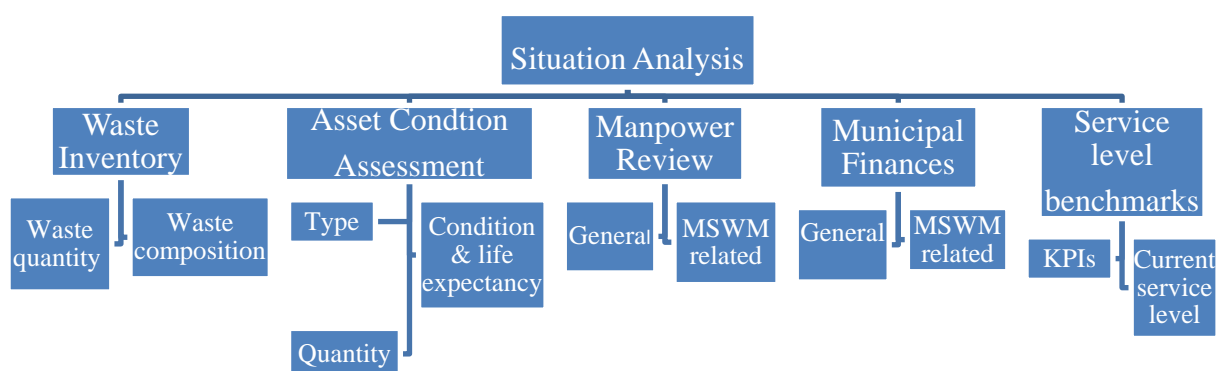 Situation Analysis
Waste
Inventory
Asset Condtion
Assessment
Manpower
Review
Municipal
Finances
Service
level
benchmarks
Waste
quantity
Waste
composition
Type
Condition
& life
expectancy
Quantity
General
MSWM
related
General
MSWM
related
KPIs
Current
service
level